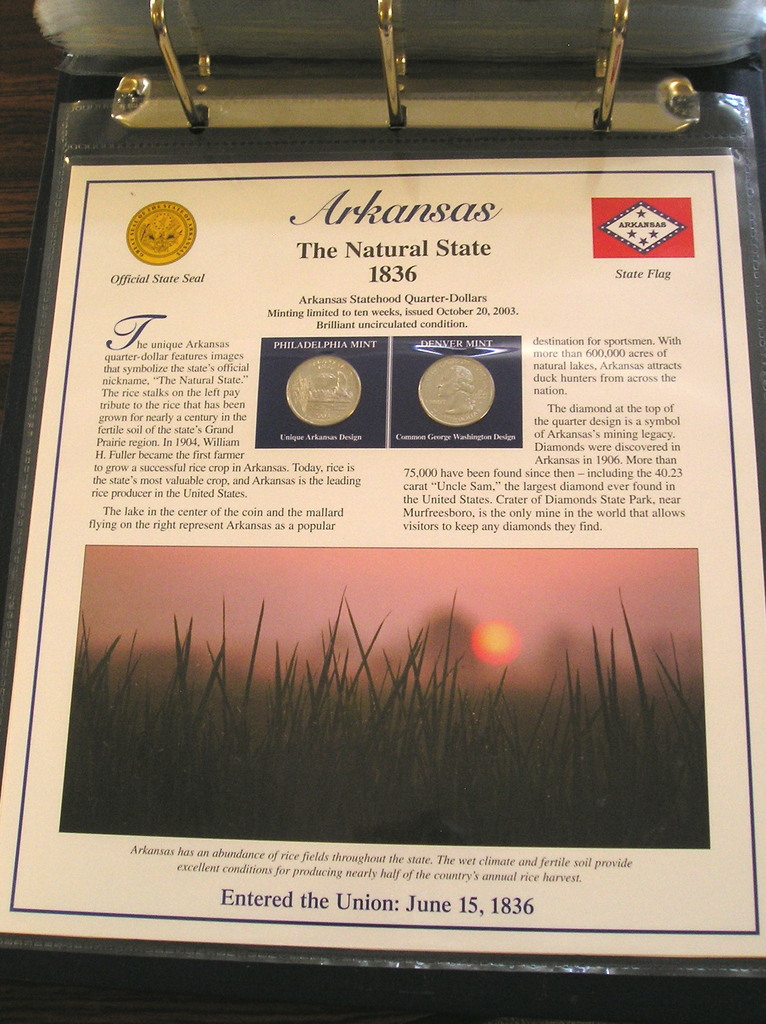 Arkansas
The Natural State
1836
Official State Seal
ARKANSAS
State Flag
Arkansas Statehood Quarter-Dollars
Minting limited to ten weeks, issued October 20, 2003.
Brilliant uncirculated condition.
The unique Arkansas
quarter-dollar features images
that symbolize the state's official
nickname, “The Natural State.”
The rice stalks on the left pay
tribute to the rice that has been
grown for nearly a century in the
fertile soil of the state's Grand
Prairie region. In 1904, William
H. Fuller became the first farmer
to grow a successful rice crop in Arkansas. Today, rice is
the state's most valuable crop, and Arkansas is the leading
rice producer in the United States.
The lake in the center of the coin and the mallard
flying on the right represent Arkansas as a popular
PHILADELPHIA MINT
Unique Arkansas Design
DENVER MINT
Common George Washington Design
destination for sportsmen. With
more than 600,000 acres of
natural lakes, Arkansas attracts
duck hunters from across the
nation.
The diamond at the top of
the quarter design is a symbol
of Arkansas's mining legacy.
Diamonds were discovered in
Arkansas in 1906. More than
75,000 have been found since then – including the 40.23
carat “Uncle Sam,” the largest diamond ever found in
the United States. Crater of Diamonds State Park, near
Murfreesboro, is the only mine in the world that allows
visitors to keep any diamonds they find.
Arkansas has an abundance of rice fields throughout the state. The wet climate and fertile soil provide
excellent conditions for producing nearly half of the country's annual rice harvest.
Entered the Union: June 15, 1836